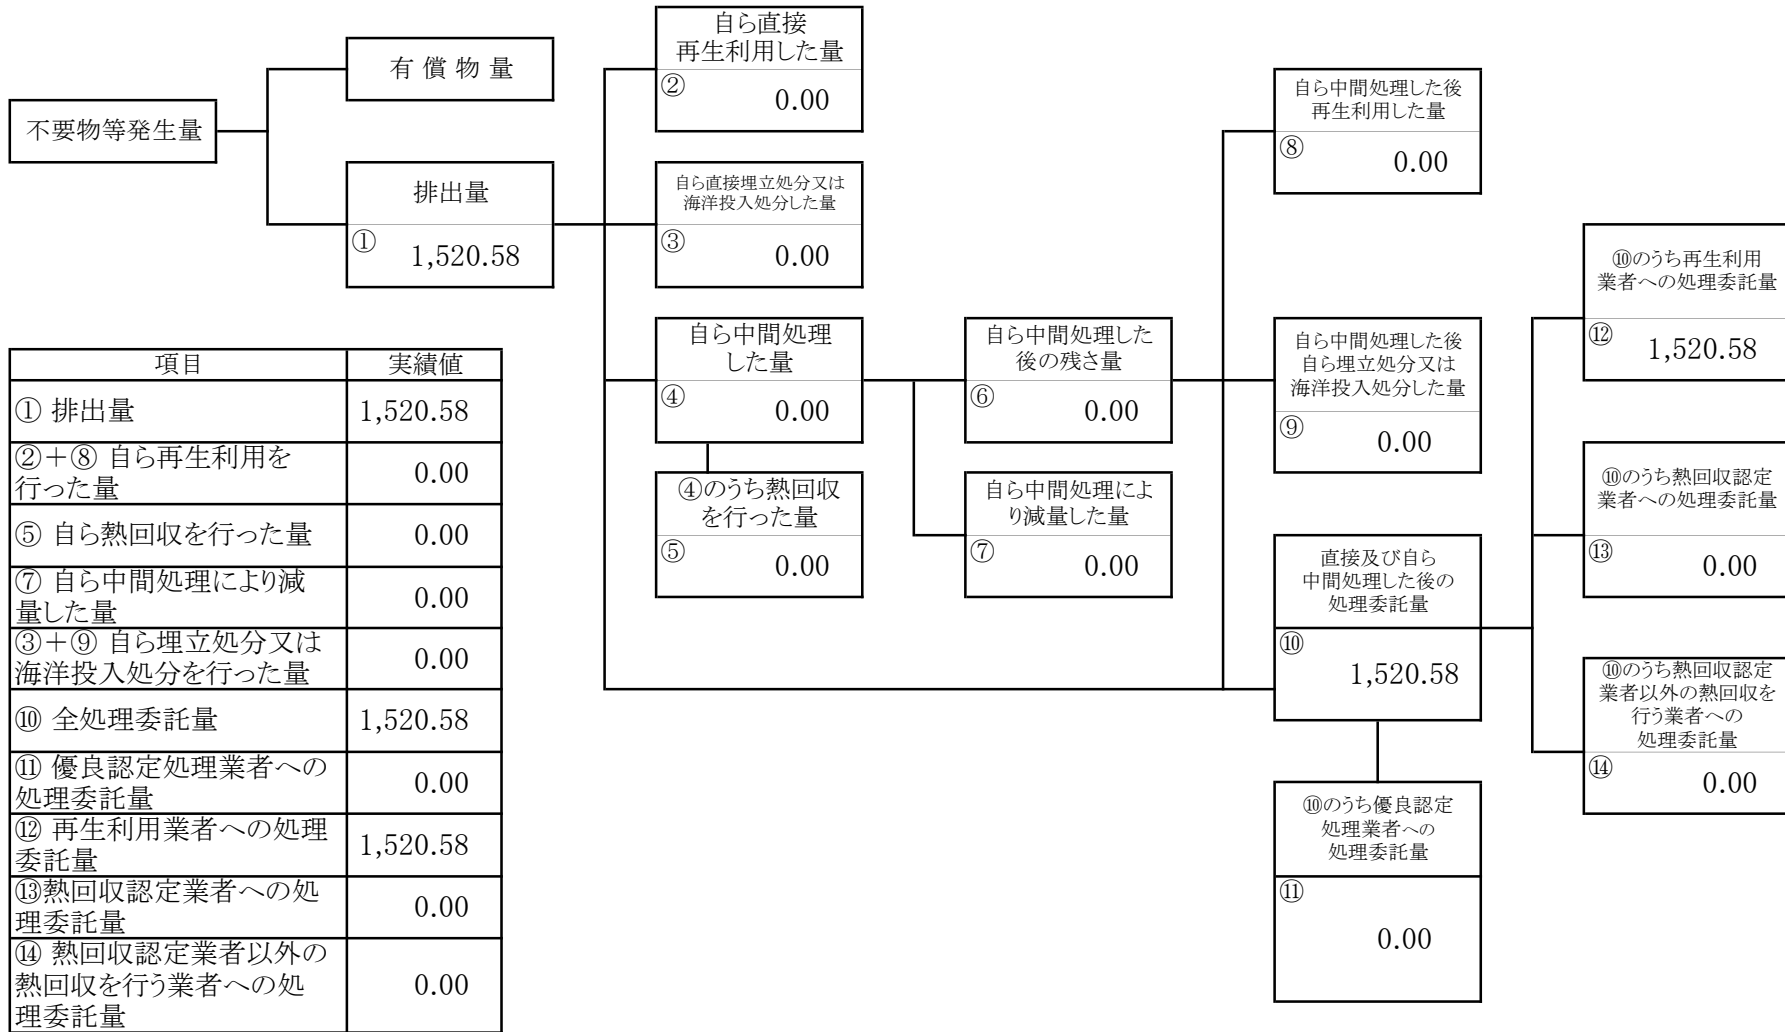 不要物等発生量
有償物量
排出量
①
1,520.58
自ら直接
再生利用した量
②
0.00
自ら直接埋立処分又は
海洋投入処分した量
③
0.00
自ら中間処理
した量
④
0.00
④のうち熱回収
を行った量
⑤
0.00
自ら中間処理した
後の残さ量
⑥
0.00
自ら中間処理によ
り減量した量
⑦
0.00
自ら中間処理した後
再生利用した量
⑧
0.00
自ら中間処理した後
自ら埋立処分又は
海洋投入処分した量
⑨
0.00
直接及び自ら
中間処理した後の
処理委託量
⑩
1,520.58
⑩のうち優良認定
処理業者への
処理委託量
⑪
0.00
⑩のうち再生利用
業者への処理委託量
⑫
1,520.58
⑩のうち熱回収認定
業者への処理委託量
⑬
0.00
⑩のうち熱回収認定
業者以外の熱回収を
行う業者への
処理委託量
⑭
0.00
項目 実績値
① 排出量 1,520.58
②+⑧ 自ら再生利用を
行った量 0.00
⑤ 自ら熱回収を行った量 0.00
⑦ 自ら中間処理により減
量した量 0.00
③+⑨ 自ら埋立処分又は
海洋投入処分を行った量 0.00
⑩ 全処理委託量 1,520.58
⑪ 優良認定処理業者への
処理委託量 0.00
⑫ 再生利用業者への処理
委託量 1,520.58
⑬熱回収認定業者への処
理委託量 0.00
⑭ 熱回収認定業者以外の
熱回収を行う業者への処
理委託量 0.00